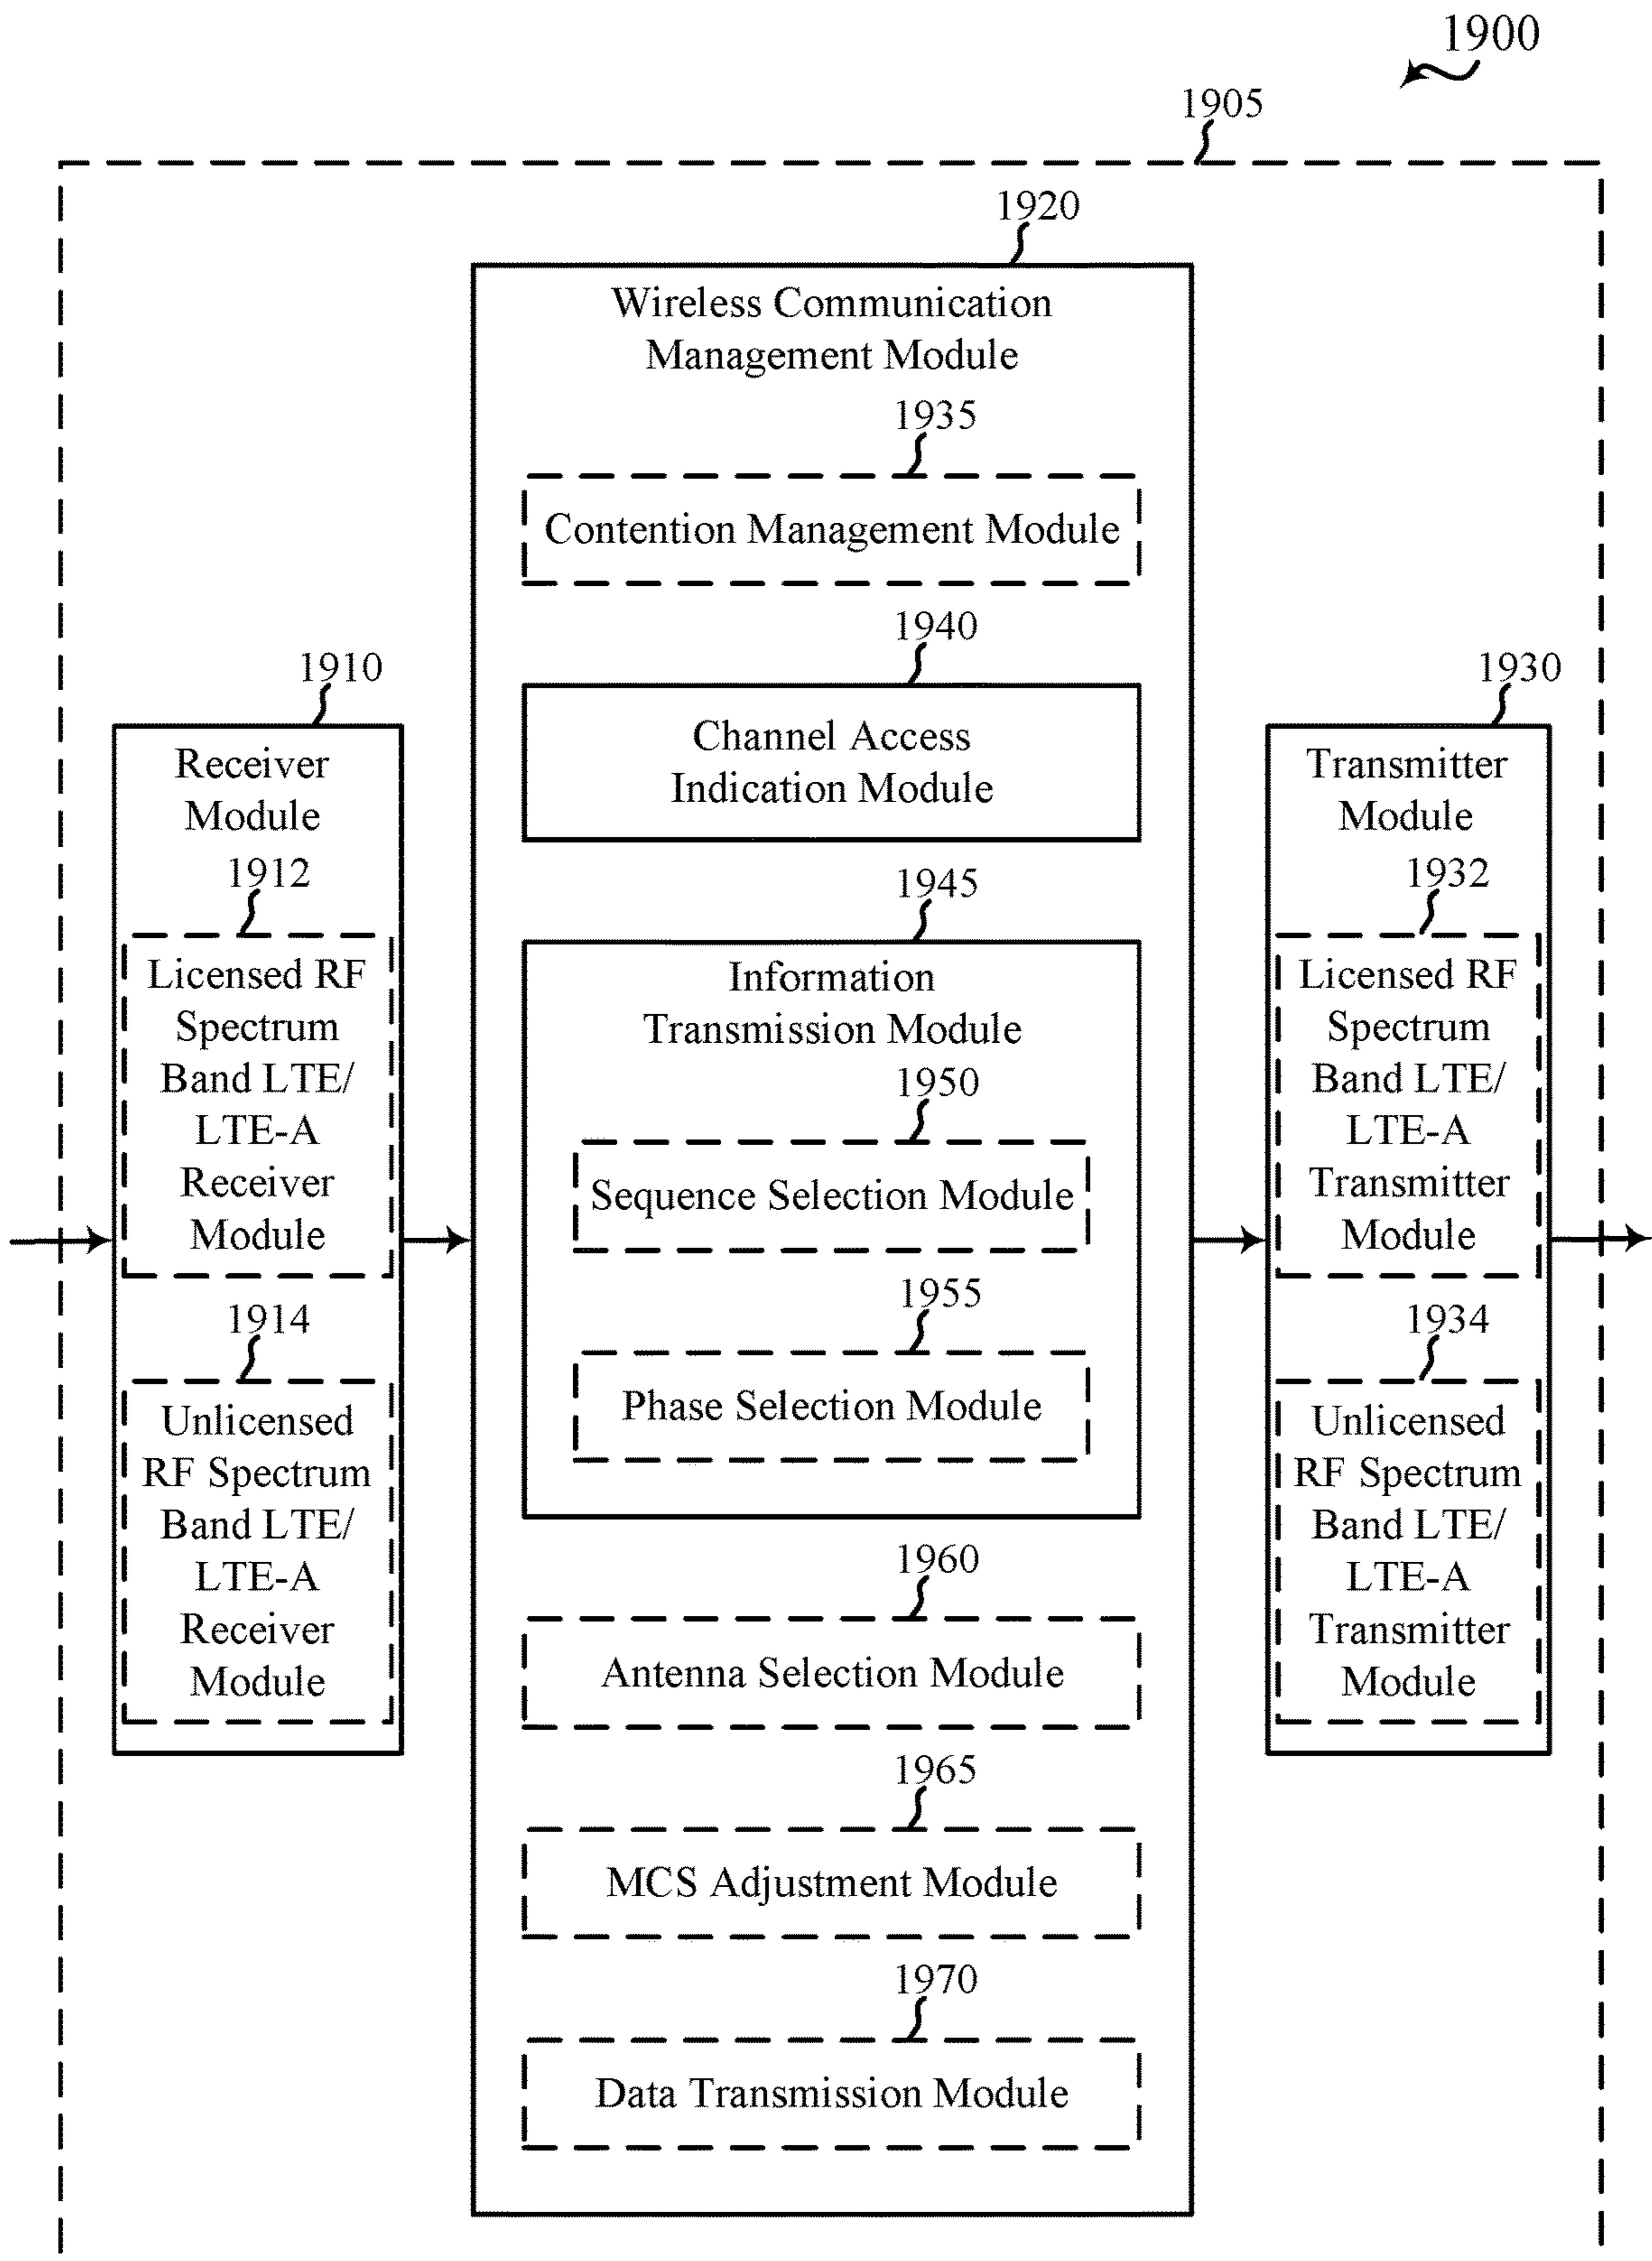 1900
1905
1920
Wireless Communication
Management Module
1935
Contention Management Module
1940
Channel Access
Indication Module
1945
Information
Transmission Module
1950
Sequence Selection Module
1955
Phase Selection Module
1960
Antenna Selection Module
1965
MCS Adjustment Module
1970
Data Transmission Module
1910
Receiver
Module
1912
Licensed RF
Spectrum
Band LTE/
LTE-A
Receiver
Module
1914
Unlicensed
RF Spectrum
Band LTE/
LTE-A
Receiver
Module
1930
Transmitter
Module
1932
Licensed RF
Spectrum
Band LTE/
LTE-A
Transmitter
Module
1934
Unlicensed
RF Spectrum
Band LTE/
LTE-A
Transmitter
Module